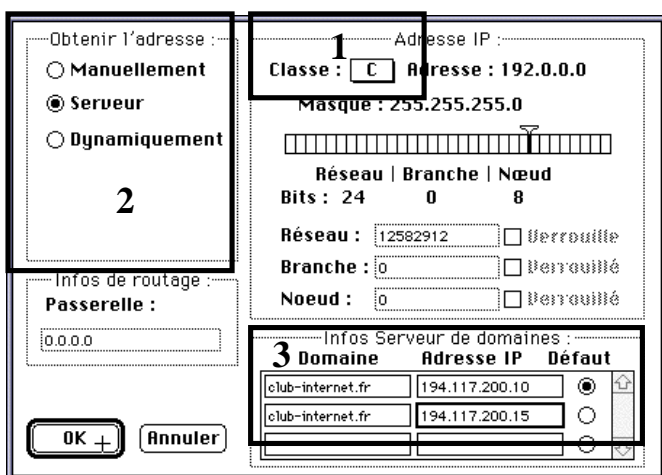 Obtenir l'adresse :
Manuellement
Serveur
Dynamiquement
2
Infos de routage :
Passerelle :
0.0.0.0
OK
Annuler
1
Adresse IP :
Classe : C Adresse : 192.0.0.0
Masque : 255.255.255.0
Réseau | Branche | Nœud
Bits : 24 0 8
Réseau : 12582912 Verrouillé
Branche : 0 Verrouillé
Noeud : 0 Verrouillé
Infos Serveur de domaines :
3
Domaine Adresse IP Défaut
club-internet.fr 194.117.200.10
club-internet.fr 194.117.200.15